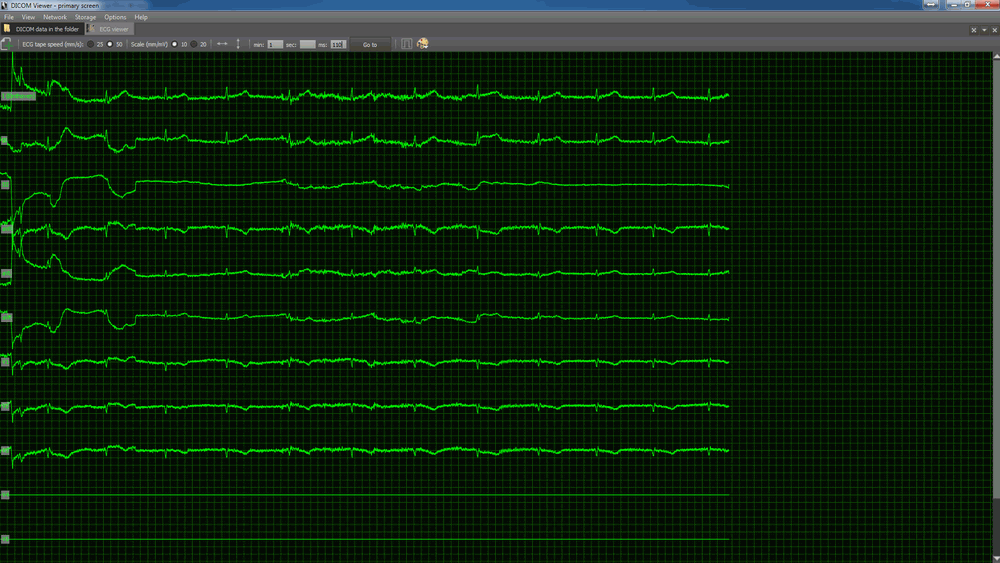 DICOM Viewer - primary screen
File View Network Storage Options Help
DICOM data in the folder ECG viewer
ECG tape speed (mm/s): 25 50 Scale (mm/mV) 10 20 min: 1 sec: ms: Go to